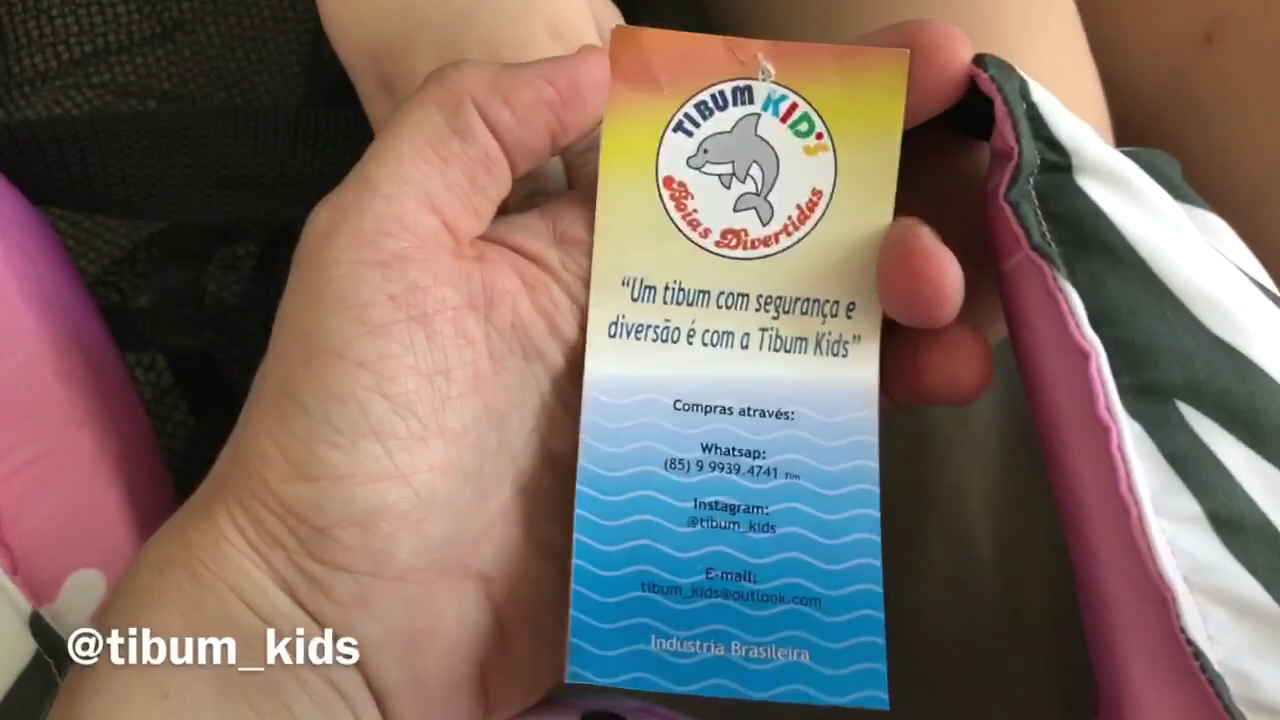 TIBUM KID'S
Boias Divertidas
“Um tibum com segurança e
diversão é com a Tibum Kids”
Compras através:
Whatsap:
(85) 9 9939.4741 Tim
Instagram:
@tibum_kids
E-mail:
tibum_kids@outlook.com
Indústria Brasileira
@tibum_kids